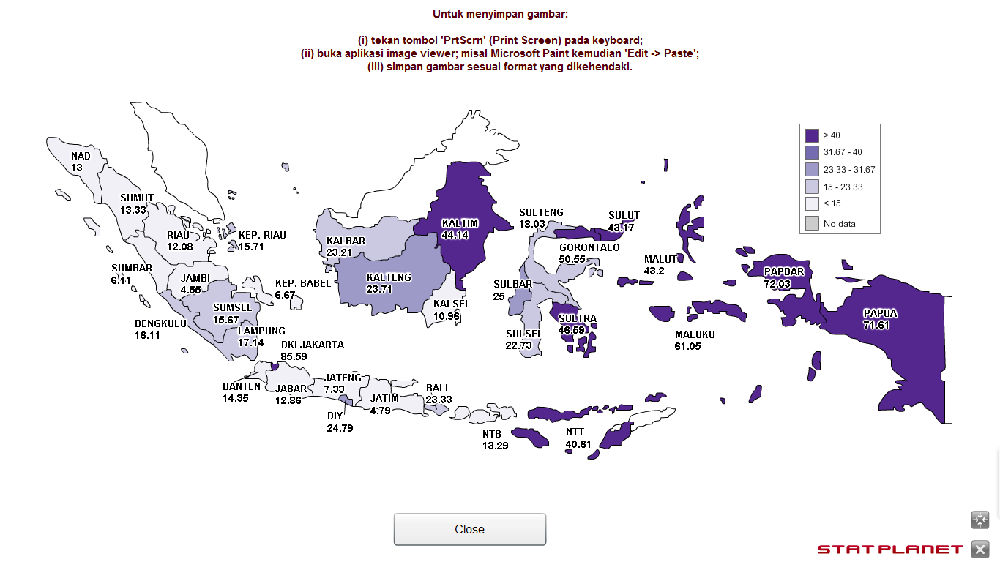 Untuk menyimpan gambar:
(i) tekan tombol 'PrtScrn' (Print Screen) pada keyboard;
(ii) buka aplikasi image viewer; misal Microsoft Paint kemudian 'Edit -> Paste';
(iii) simpan gambar sesuai format yang dikehendaki.
> 40
31.67 - 40
23.33 - 31.67
15 - 23.33
< 15
No data
NAD
13
SUMUT
13.33
RIAU
12.08
KEP. RIAU
15.71
SUMBAR
6.11
JAMBI
4.55
KEP. BABEL
6.67
SUMSEL
15.67
BENGKULU
16.11
LAMPUNG
17.14
DKI JAKARTA
85.59
BANTEN
14.35
JABAR
12.86
JATENG
7.33
DIY
24.79
JATIM
4.79
BALI
23.33
NTB
13.29
NTT
40.61
KALBAR
23.21
KALTENG
23.71
KALTIM
44.14
KALSEL
10.96
SULTENG
18.03
SULUT
43.17
GORONTALO
50.55
SULBAR
25
SULSEL
22.73
SULTRA
46.59
MALUT
43.2
MALUKU
61.05
PAPBAR
72.03
PAPUA
71.61
Close
STATPLANET